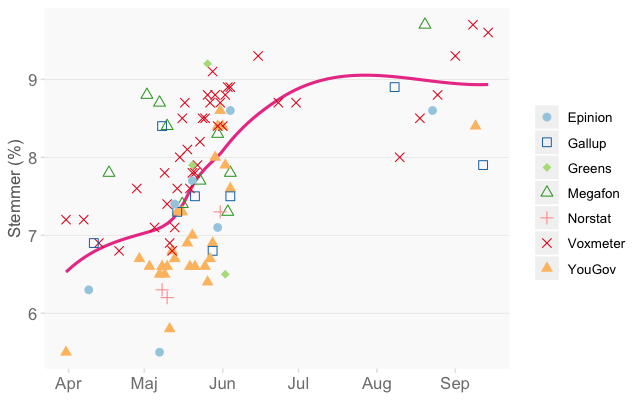 Stemmer (%)
9
8
7
6
Apr
Maj
Jun
Jul
Aug
Sep
Epinion
Gallup
Greens
Megafon
Norstat
Voxmeter
YouGov